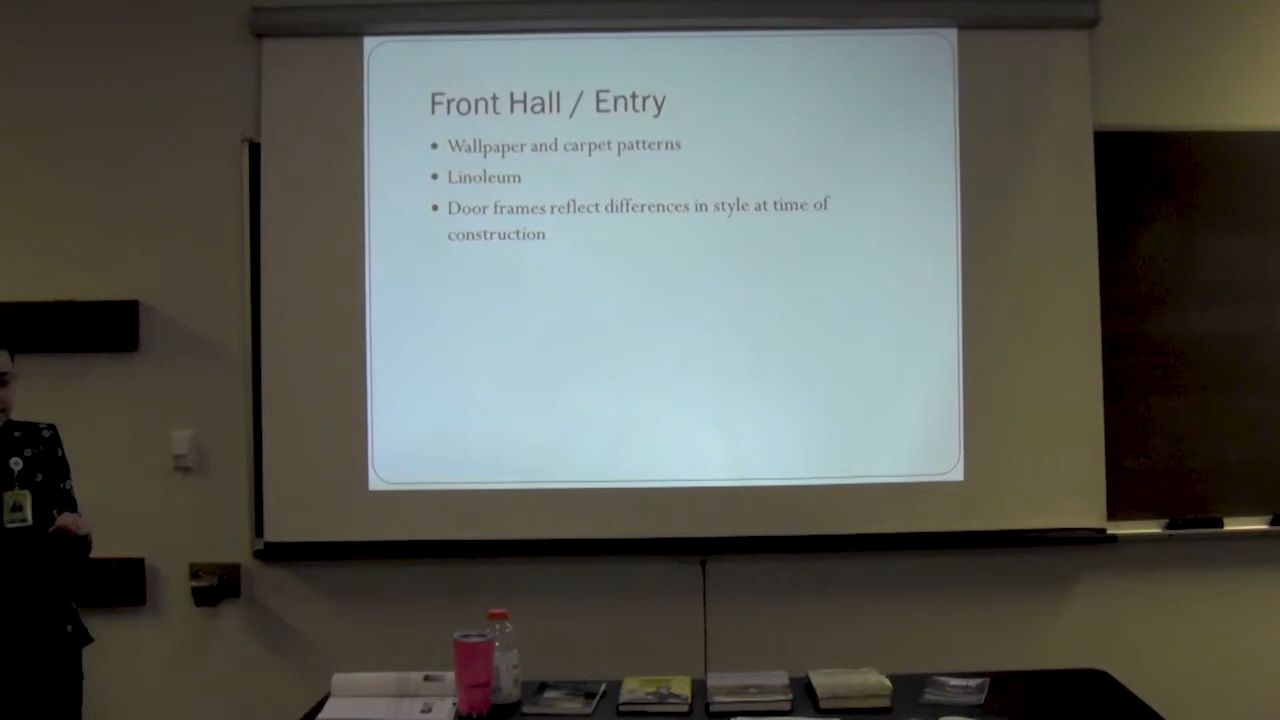 Front Hall / Entry
• Wallpaper and carpet patterns
• Linoleum
• Door frames reflect differences in style at time of
construction